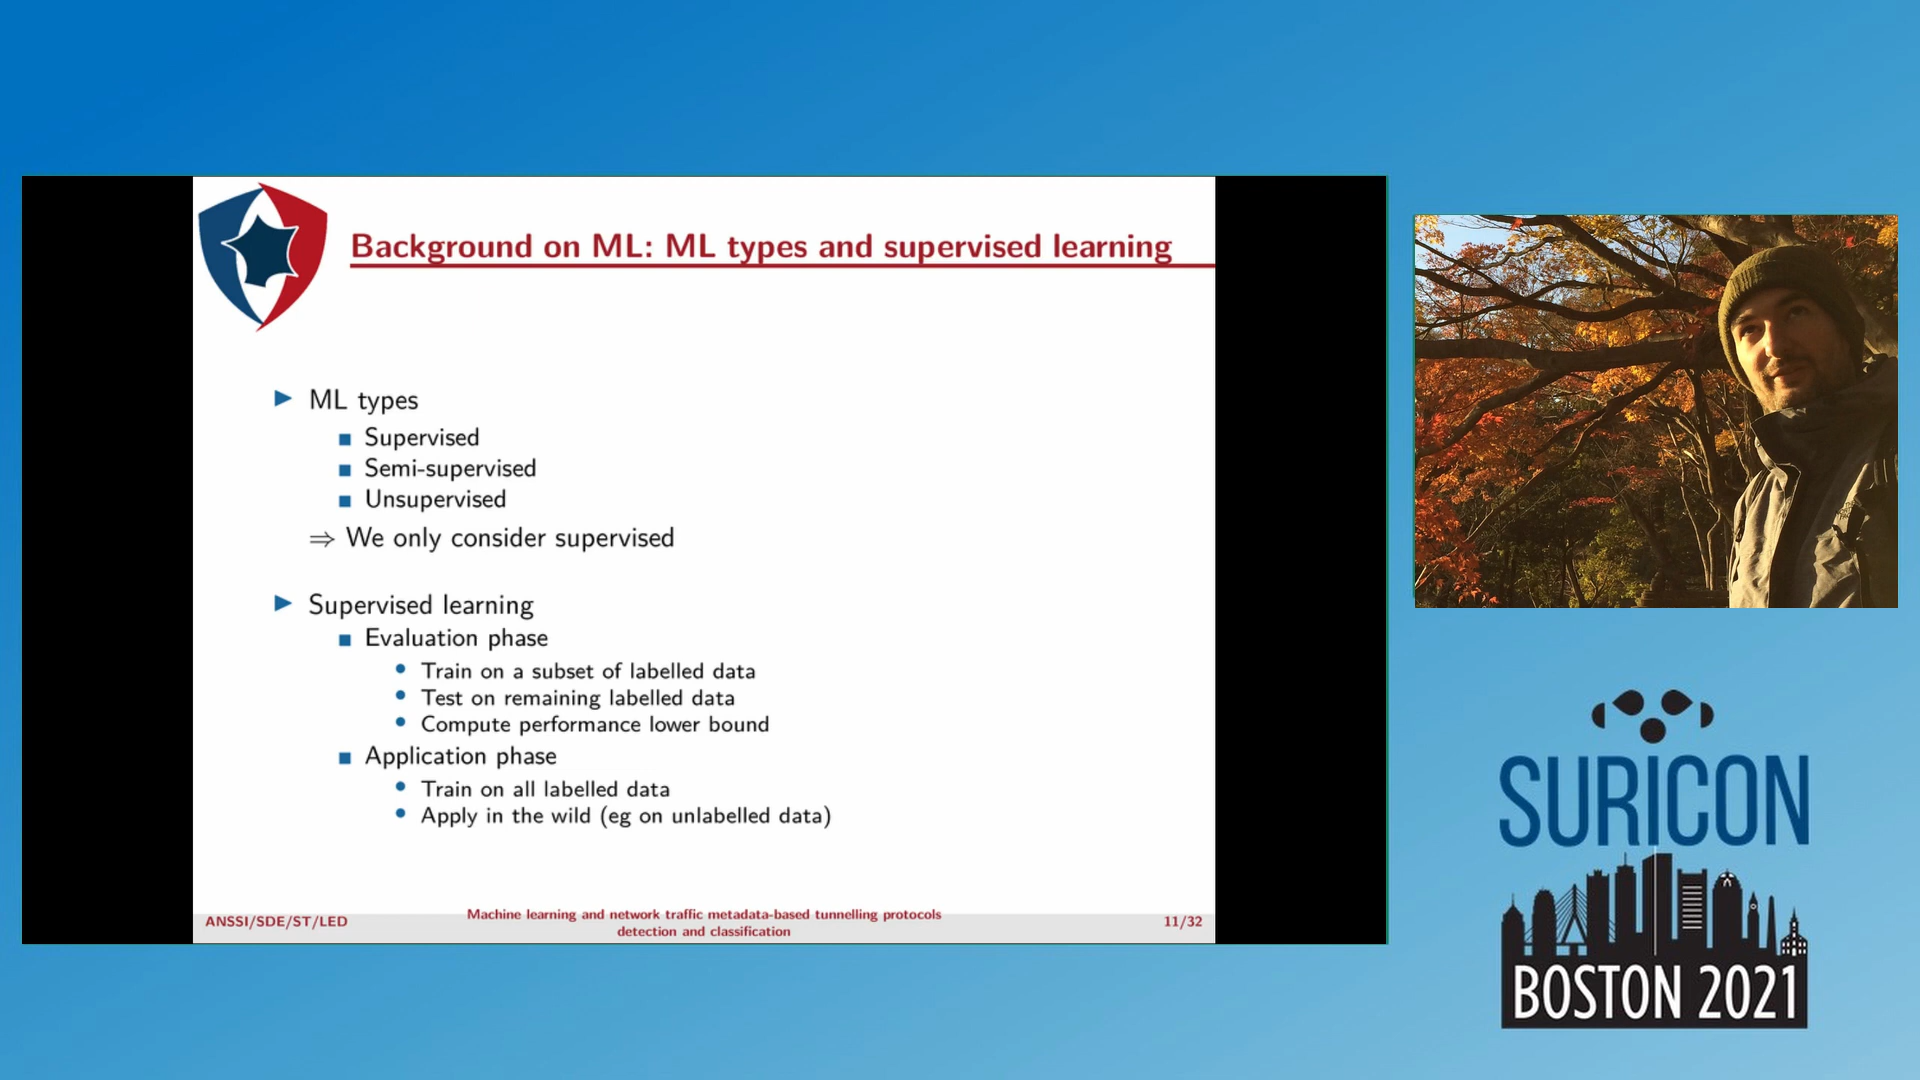 Background on ML: ML types and supervised learning
ML types
Supervised
Semi-supervised
Unsupervised
⇒ We only consider supervised
Supervised learning
Evaluation phase
Train on a subset of labelled data
Test on remaining labelled data
Compute performance lower bound
Application phase
Train on all labelled data
Apply in the wild (eg on unlabelled data)
ANSSI/SDE/ST/LED
Machine learning and network traffic metadata-based tunnelling protocols
detection and classification
11/32
SURICON
BOSTON 2021